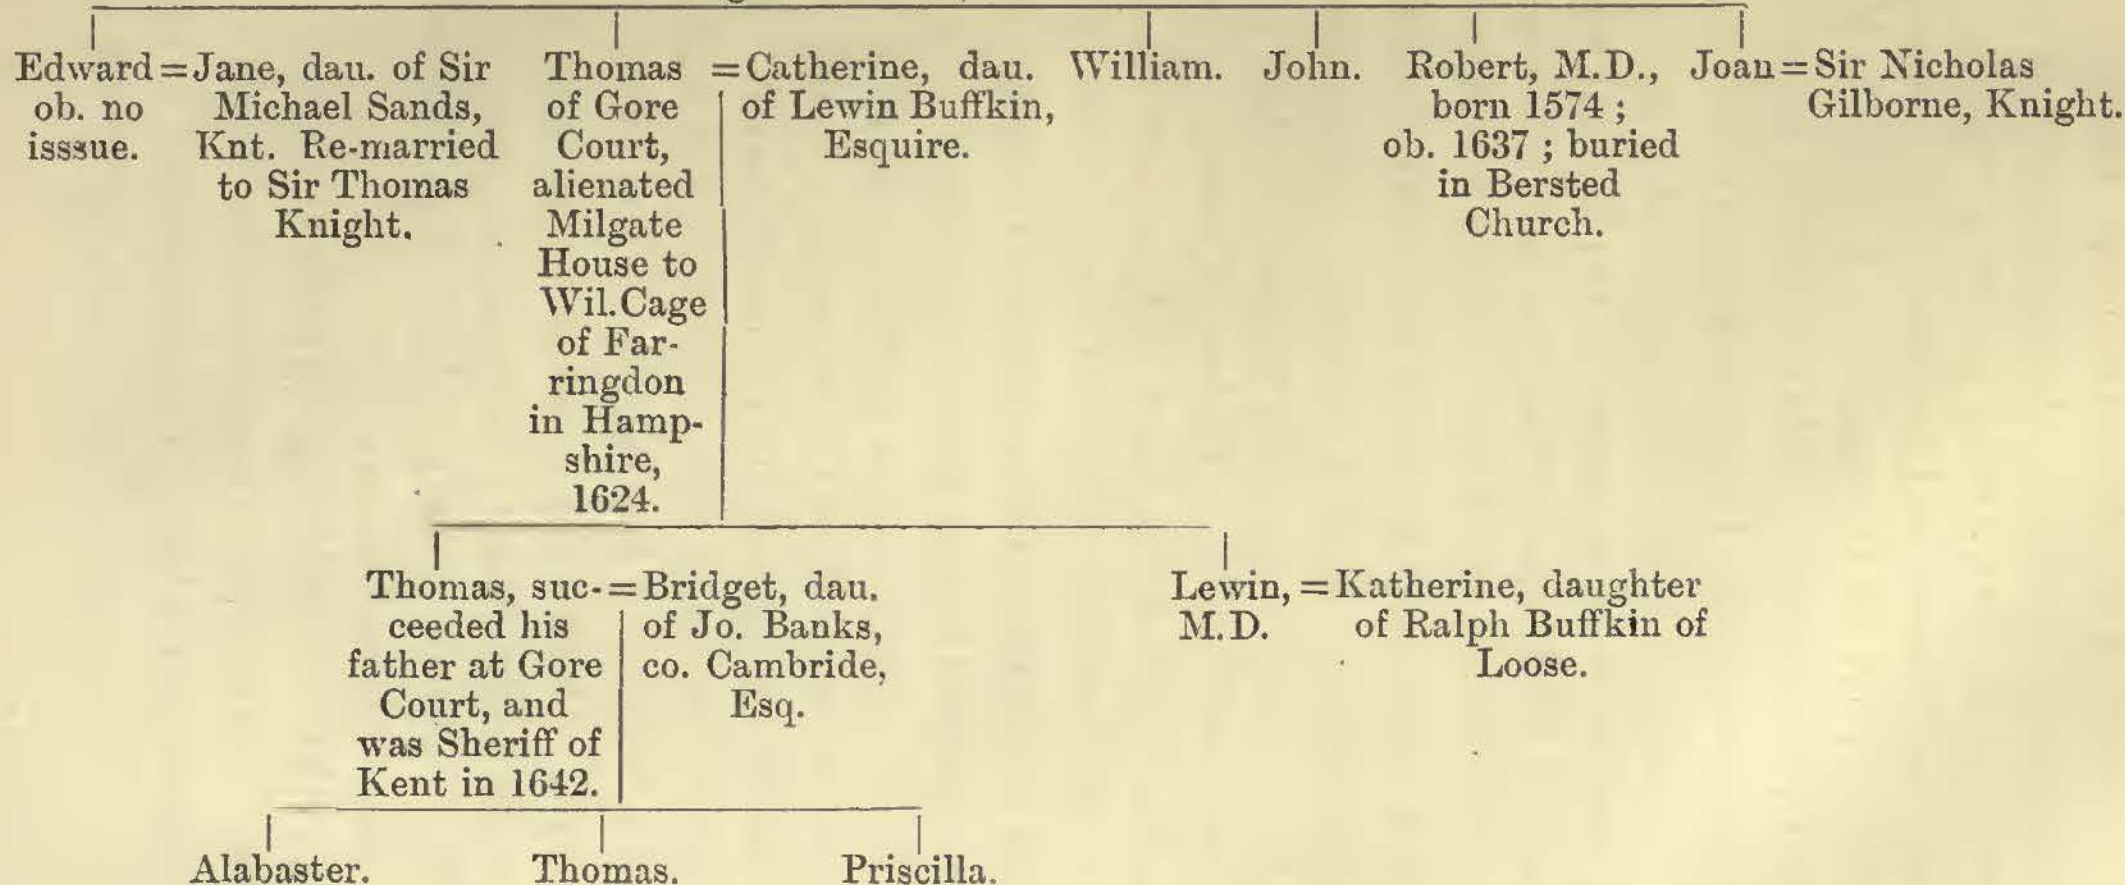 Edward = Jane, dau. of Sir
ob. no Michael Sands,
isssue. Knt. Re-married
to Sir Thomas
Knight.
Thomas = Catherine, dau.
of Gore of Lewin Buffkin,
Court, Esquire.
alienated
Milgate
House to
Wil. Cage
of Far-
ringdon
in Hamp-
shire,
1624.
William.
John.
Robert, M.D.,
born 1574 ;
ob. 1637 ; buried
in Bersted
Church.
Joan = Sir Nicholas
Gilborne, Knight.
Thomas, suc- = Bridget, dau.
ceeded his of Jo. Banks,
father at Gore co. Cambride,
Court, and Esq.
was Sheriff of
Kent in 1642.
Lewin, = Katherine, daughter
M.D. of Ralph Buffkin of
Loose.
Alabaster. Thomas. Priscilla.